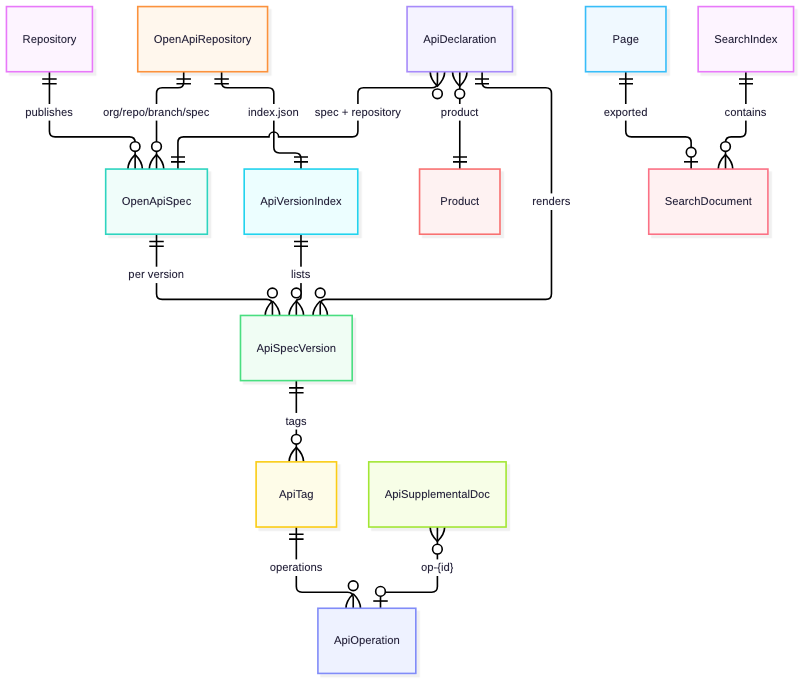 Repository
OpenApiRepository
ApiDeclaration
Page
SearchIndex
publishes
org/repo/branch/spec
index.json
spec + repository
product
exported
contains
OpenApiSpec
ApiVersionIndex
Product
renders
SearchDocument
per version
lists
ApiSpecVersion
tags
ApiTag
ApiSupplementalDoc
operations
op-{id}
ApiOperation